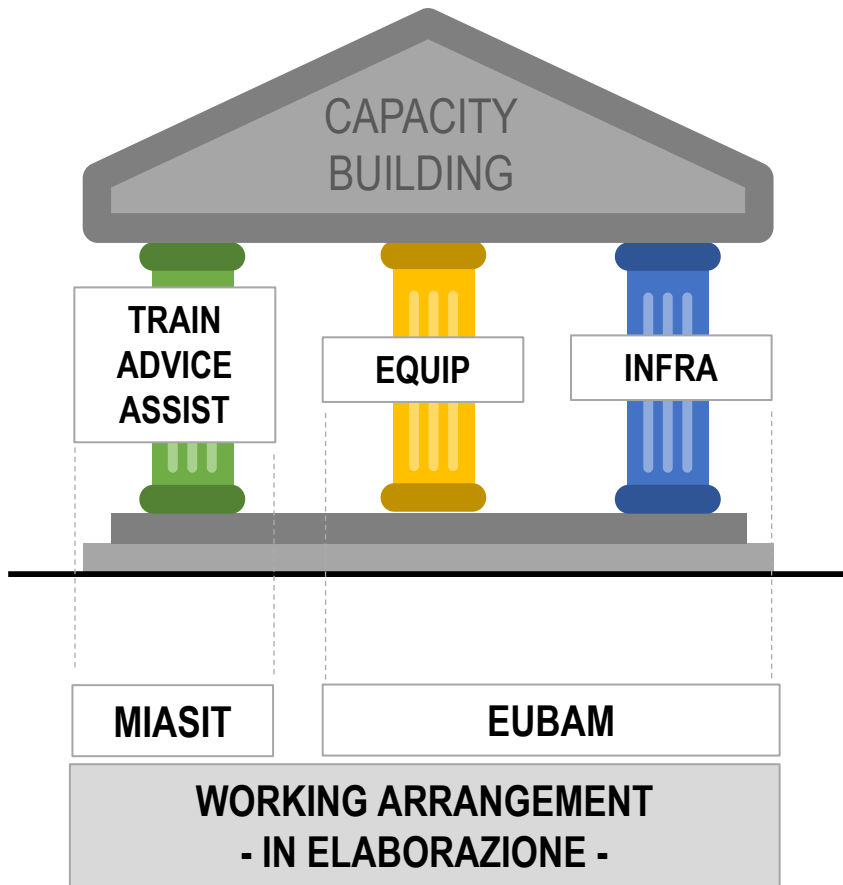 CAPACITY
BUILDING
TRAIN
ADVICE
ASSIST
EQUIP
INFRA
MIASIT
EUBAM
WORKING ARRANGEMENT
- IN ELABORAZIONE -